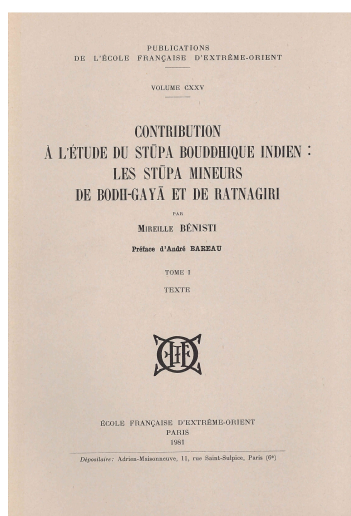 PUBLICATIONS
DE L'ÉCOLE FRANÇAISE D'EXTRÊME-ORIENT
VOLUME CXXV
CONTRIBUTION
À L'ÉTUDE DU STŪPA BOUDDHIQUE INDIEN :
LES STŪPA MINEURS
DE BODH-GAYĀ ET DE RATNAGIRI
PAR
MIREILLE BÉNISTI
Préface d'André BAREAU
TOME I
TEXTE
ÉCOLE FRANÇAISE D'EXTRÊME-ORIENT
PARIS
1981
Dépositaire : Adrien-Maisonneuve, 11, rue Saint-Sulpice, Paris (6e)